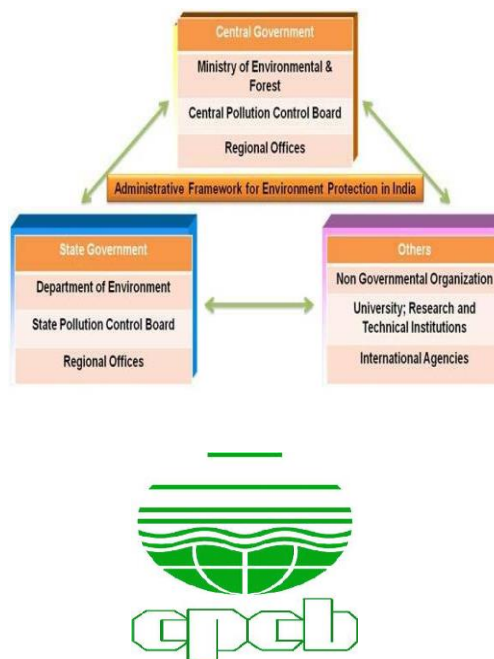 Central Government
Ministry of Environmental &
Forest
Central Pollution Control Board
Regional Offices
Administrative Framework for Environment Protection in India
State Government
Department of Environment
State Pollution Control Board
Regional Offices
Others
Non Governmental Organization
University; Research and
Technical Institutions
International Agencies
cpcb